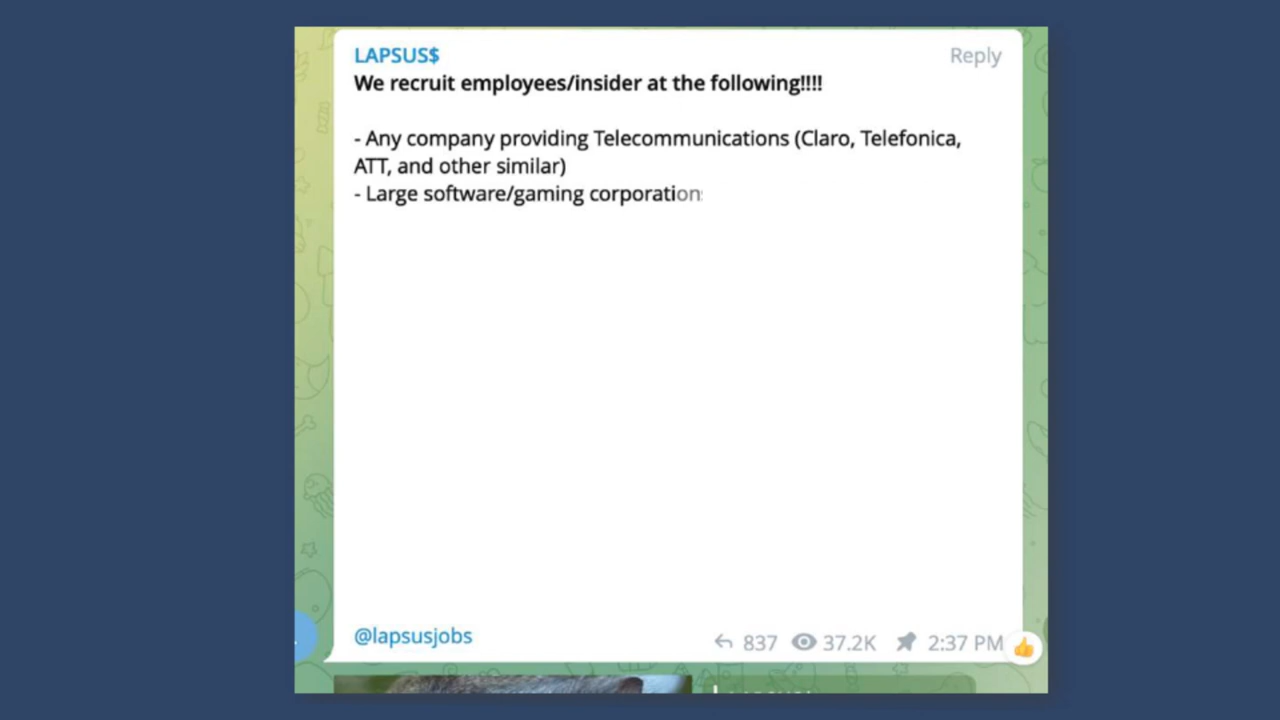 LAPSUS$ Reply
We recruit employees/insider at the following!!!!
- Any company providing Telecommunications (Claro, Telefonica,
ATT, and other similar)
- Large software/gaming corporations
@lapsusjobs 837 37.2K 2:37 PM